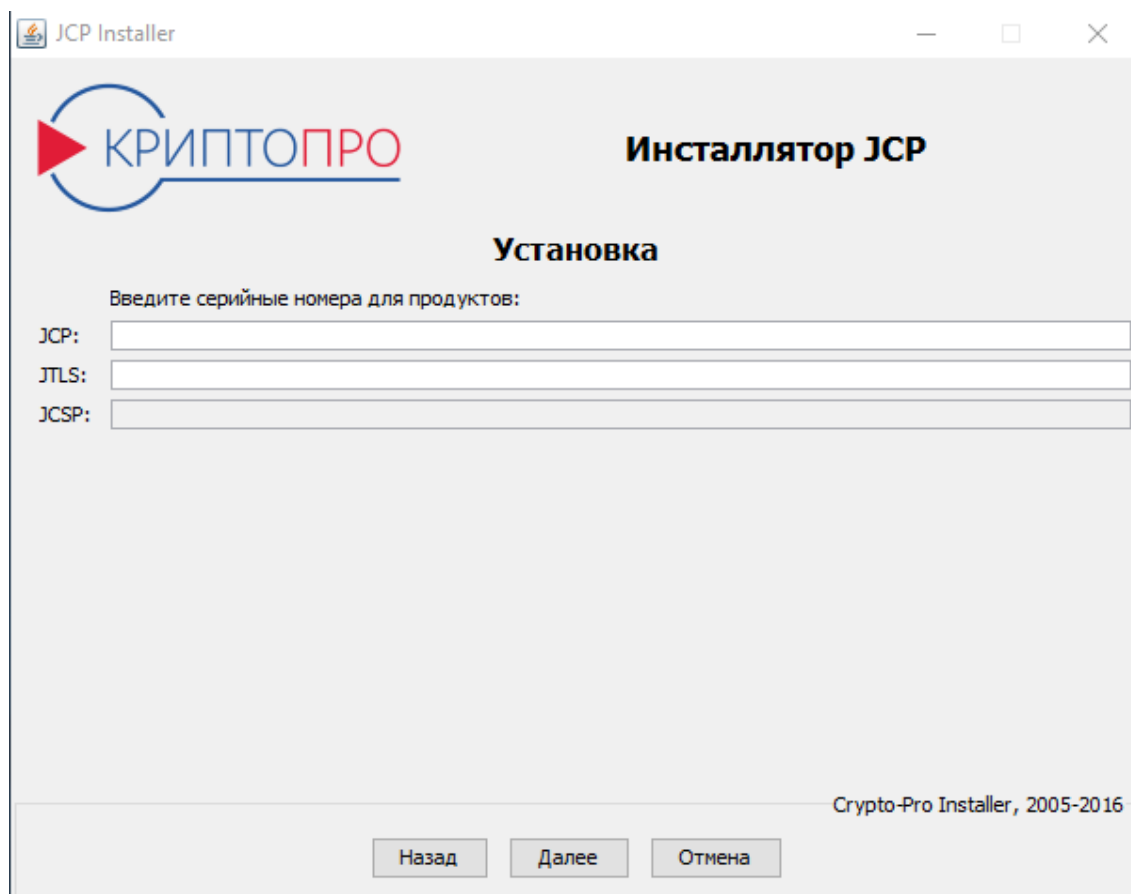 JCP Installer
КРИПТОПРО
Инсталлятор JCP
Установка
Введите серийные номера для продуктов:
JCP:
JTLS:
JCSP:
Crypto-Pro Installer, 2005-2016
Назад Далее Отмена